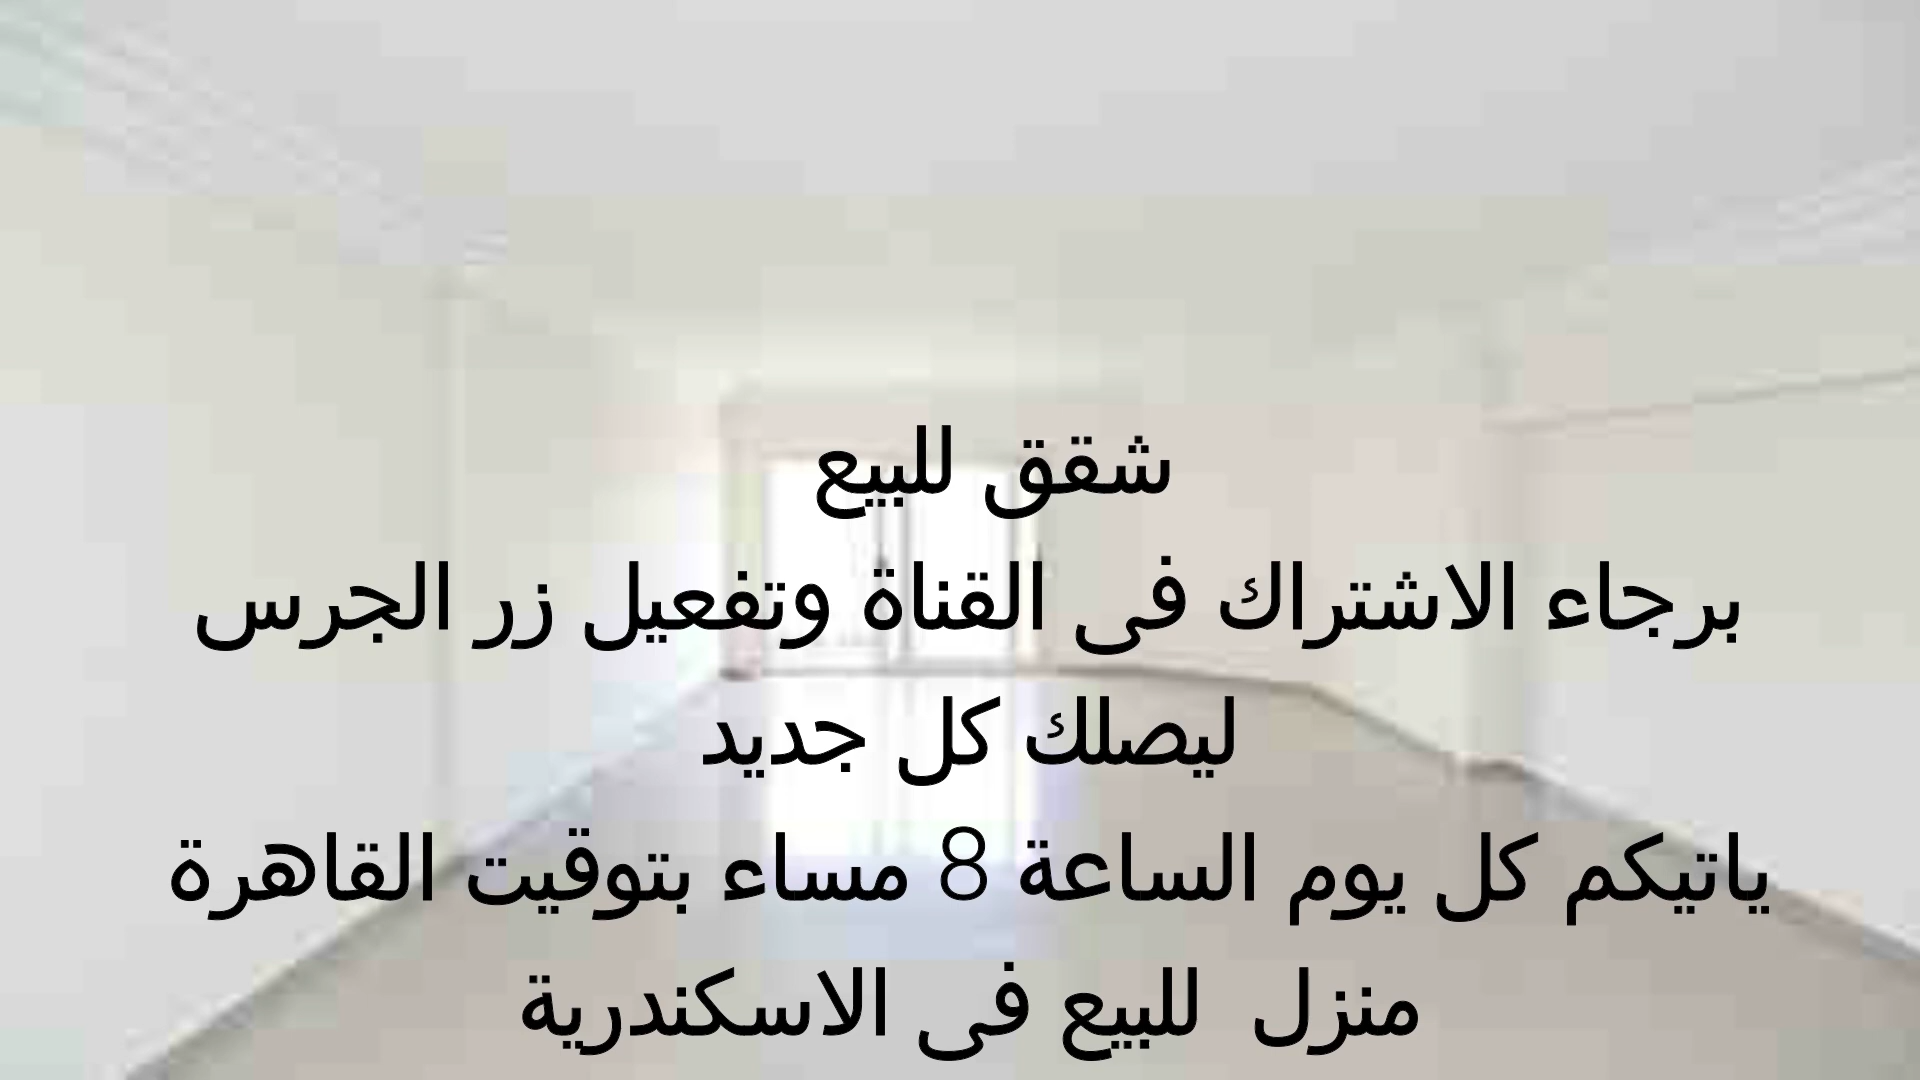 شقق للبيع
برجاء الاشتراك فى القناة وتفعيل زر الجرس
ليصلك كل جديد
ياتيكم كل يوم الساعة 8 مساء بتوقيت القاهرة
منزل للبيع فى الاسكندرية